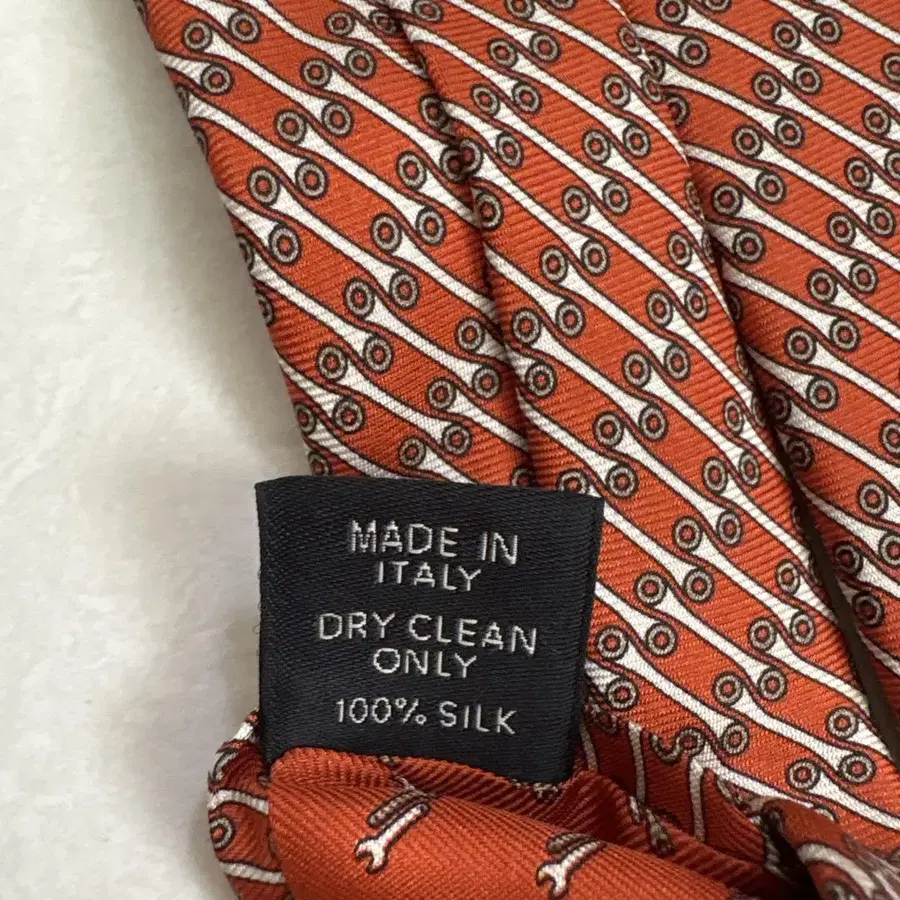 MADE IN
ITALY
DRY CLEAN
ONLY
100% SILK